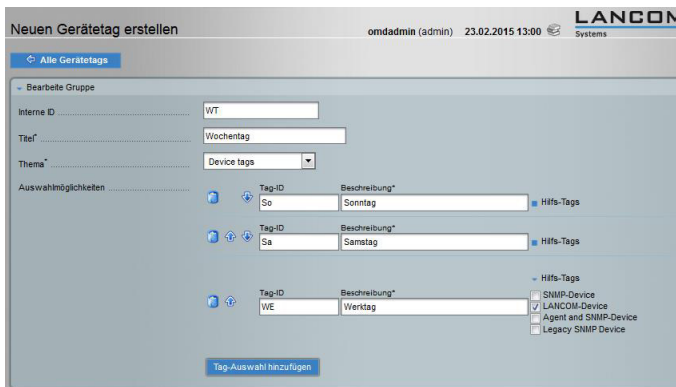 Neuen Gerätetag erstellen
omdadmin (admin) 23.02.2015 13:00
LANCOM
Systems
Alle Gerätetags
Bearbeite Gruppe
Interne ID
WT
Titel*
Wochentag
Thema*
Device tags
Auswahlmöglichkeiten
Tag-ID Beschreibung*
So Sonntag Hilfs-Tags
Tag-ID Beschreibung*
Sa Samstag Hilfs-Tags
Hilfs-Tags
Tag-ID Beschreibung*
WE Werktag
SNMP-Device
LANCOM-Device
Agent and SNMP-Device
Legacy SNMP Device
Tag-Auswahl hinzufügen